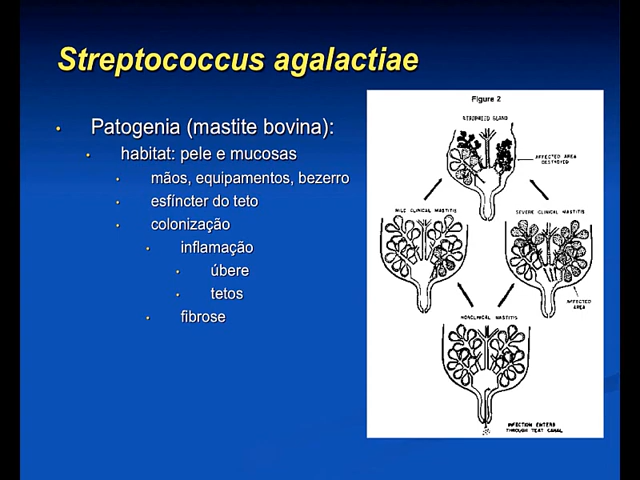 Streptococcus agalactiae
• Patogenia (mastite bovina):
• habitat: pele e mucosas
• mãos, equipamentos, bezerro
• esfíncter do teto
• colonização
• inflamação
• úbere
• tetos
• fibrose
Figure 2
ATROPHIED GLAND
AFFECTED AREA
DESTROYED
MILD CLINICAL MASTITIS
SEVERE CLINICAL MASTITIS
AFFECTED
AREA
NONCLINICAL MASTITIS
INFECTION ENTERS
THROUGH TEAT CANAL